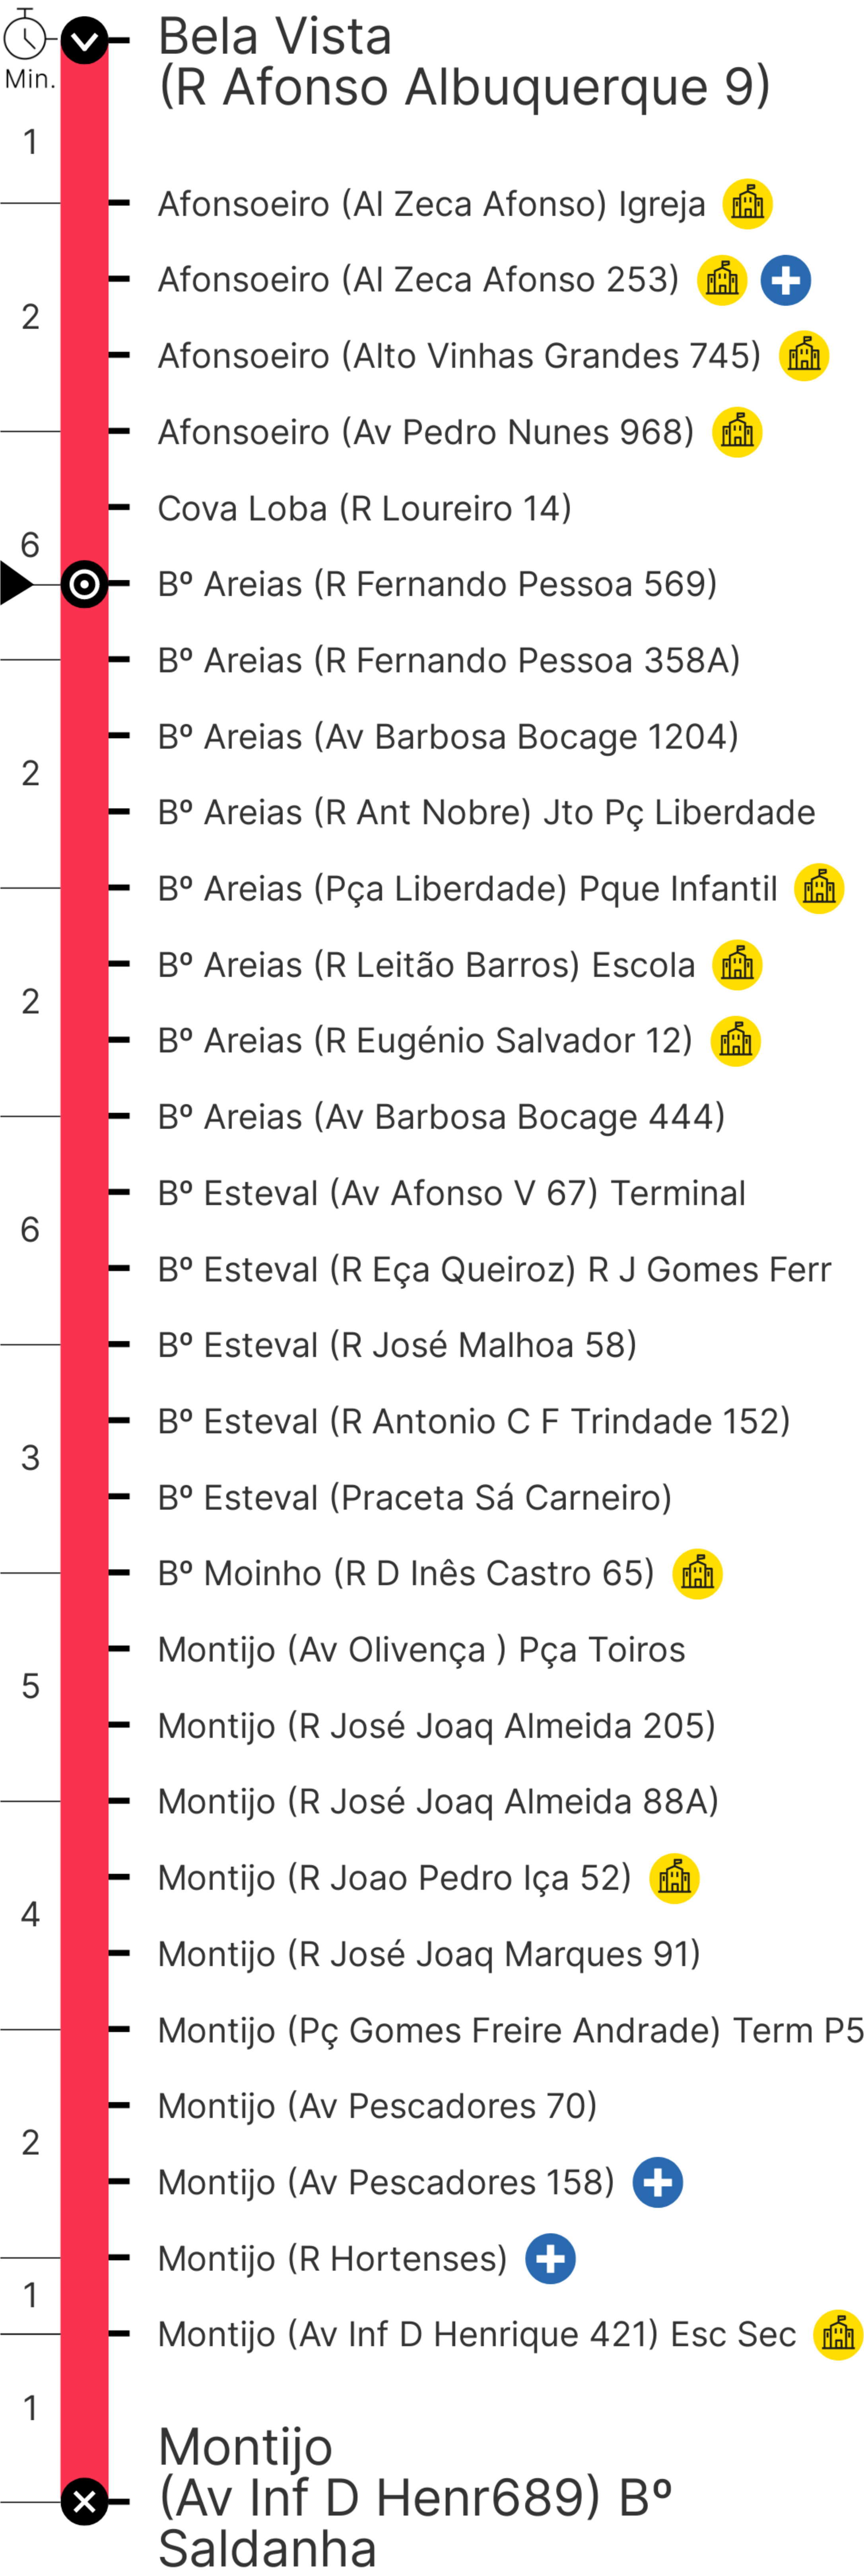 Min.
Bela Vista
(R Afonso Albuquerque 9)
1
Afonsoeiro (Al Zeca Afonso) Igreja
Afonsoeiro (Al Zeca Afonso 253)
2
Afonsoeiro (Alto Vinhas Grandes 745)
Afonsoeiro (Av Pedro Nunes 968)
Cova Loba (R Loureiro 14)
6
Bº Areias (R Fernando Pessoa 569)
Bº Areias (R Fernando Pessoa 358A)
Bº Areias (Av Barbosa Bocage 1204)
2
Bº Areias (R Ant Nobre) Jto Pç Liberdade
Bº Areias (Pça Liberdade) Pque Infantil
Bº Areias (R Leitão Barros) Escola
2
Bº Areias (R Eugénio Salvador 12)
Bº Areias (Av Barbosa Bocage 444)
Bº Esteval (Av Afonso V 67) Terminal
6
Bº Esteval (R Eça Queiroz) R J Gomes Ferr
Bº Esteval (R José Malhoa 58)
Bº Esteval (R Antonio C F Trindade 152)
3
Bº Esteval (Praceta Sá Carneiro)
Bº Moinho (R D Inês Castro 65)
Montijo (Av Olivença ) Pça Toiros
5
Montijo (R José Joaq Almeida 205)
Montijo (R José Joaq Almeida 88A)
Montijo (R Joao Pedro Iça 52)
4
Montijo (R José Joaq Marques 91)
Montijo (Pç Gomes Freire Andrade) Term P5
Montijo (Av Pescadores 70)
2
Montijo (Av Pescadores 158)
Montijo (R Hortenses)
1
Montijo (Av Inf D Henrique 421) Esc Sec
1
Montijo
(Av Inf D Henr689) Bº
Saldanha